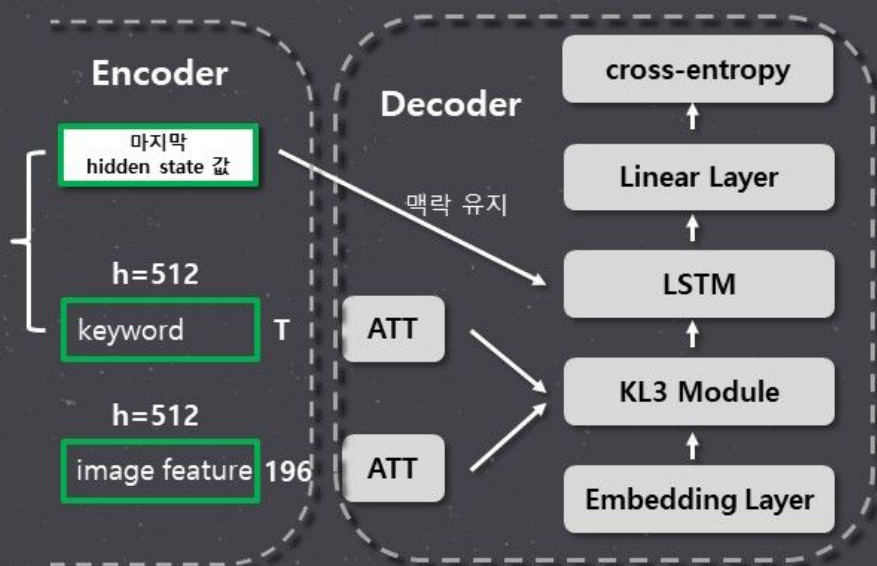 Encoder
마지막
hidden state 값
h=512
keyword T
h=512
image feature 196
Decoder
맥락 유지
ATT
ATT
cross-entropy
Linear Layer
LSTM
KL3 Module
Embedding Layer